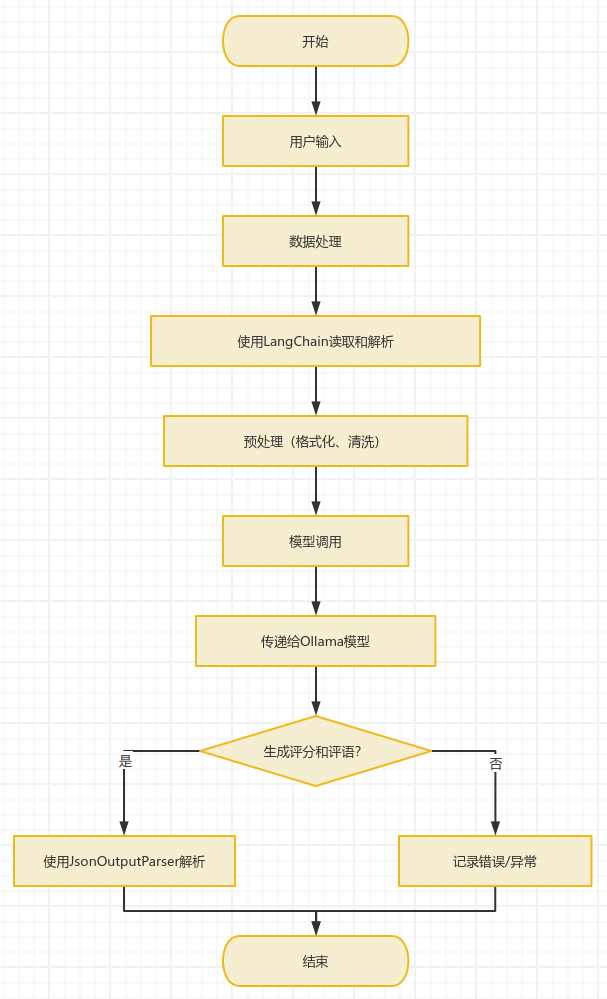 开始
用户输入
数据处理
使用LangChain读取和解析
预处理（格式化、清洗）
模型调用
传递给Ollama模型
生成评分和评语？
是
否
使用JsonOutputParser解析
记录错误/异常
结束